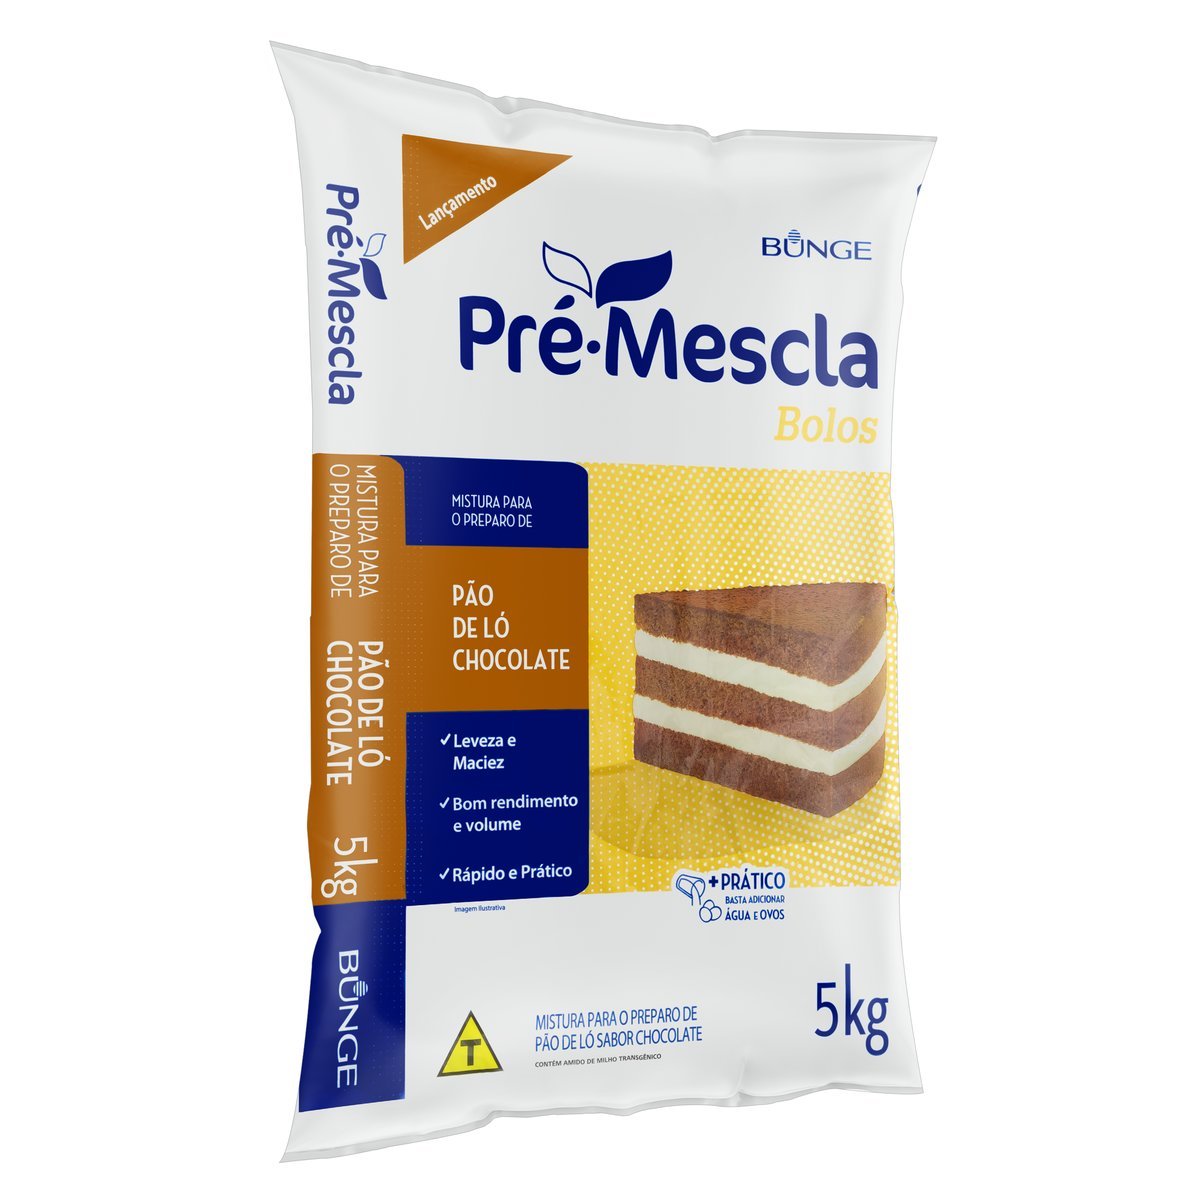 Lançamento
BUNGE
Pré·Mescla
Bolos
MISTURA PARA
O PREPARO DE
PÃO
DE LÓ
CHOCOLATE
✓ Leveza e
Maciez
✓ Bom rendimento
e volume
✓ Rápido e Prático
Imagem Ilustrativa
+PRÁTICO
BASTA ADICIONAR
ÁGUA E OVOS
5kg
T
MISTURA PARA O PREPARO DE
PÃO DE LÓ SABOR CHOCOLATE
CONTÉM AMIDO DE MILHO TRANSGÊNICO
Pré·Mescla
MISTURA PARA
O PREPARO DE
PÃO DE LÓ
CHOCOLATE
5kg
BUNGE